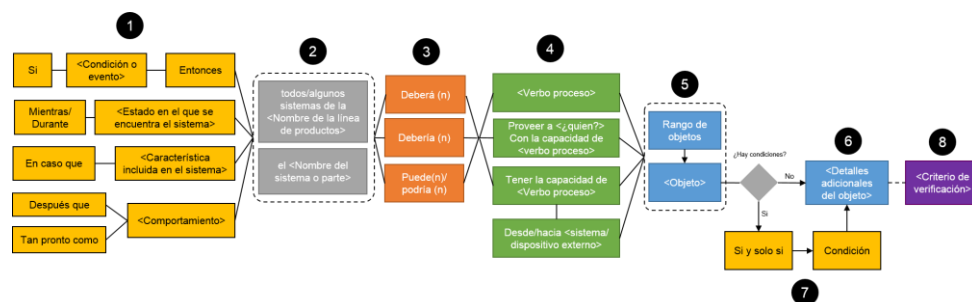 1
Si
<Condición o
evento>
Entonces
Mientras/
Durante
<Estado en el que se
encuentra el sistema>
En caso que
<Característica
incluida en el sistema>
Después que
Tan pronto como
<Comportamiento>
2
todos/algunos
sistemas de la
<Nombre de la línea
de productos>
el <Nombre del
sistema o parte>
3
Deberá (n)
Debería (n)
Puede(n)/
podría (n)
4
<Verbo proceso>
Proveer a <¿quien?>
Con la capacidad de
<verbo proceso>
Tener la capacidad de
<Verbo proceso>
Desde/hacia <sistema/
dispositivo externo>
5
Rango de
objetos
<Objeto>
¿Hay condiciones?
No
Si
6
<Detalles
adicionales
del objeto>
8
<Criterio de
verificación>
Si y solo si
Condición
7